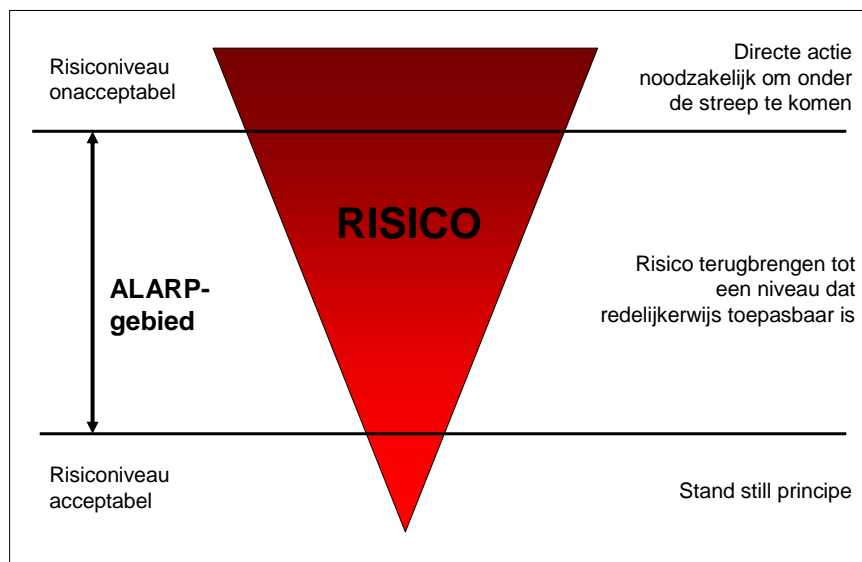 Risiconiveau
onacceptabel
Directe actie
noodzakelijk om onder
de streep te komen
RISICO
ALARP-
gebied
Risico terugbrengen tot
een niveau dat
redelijkerwijs toepasbaar is
Risiconiveau
acceptabel
Stand still principe